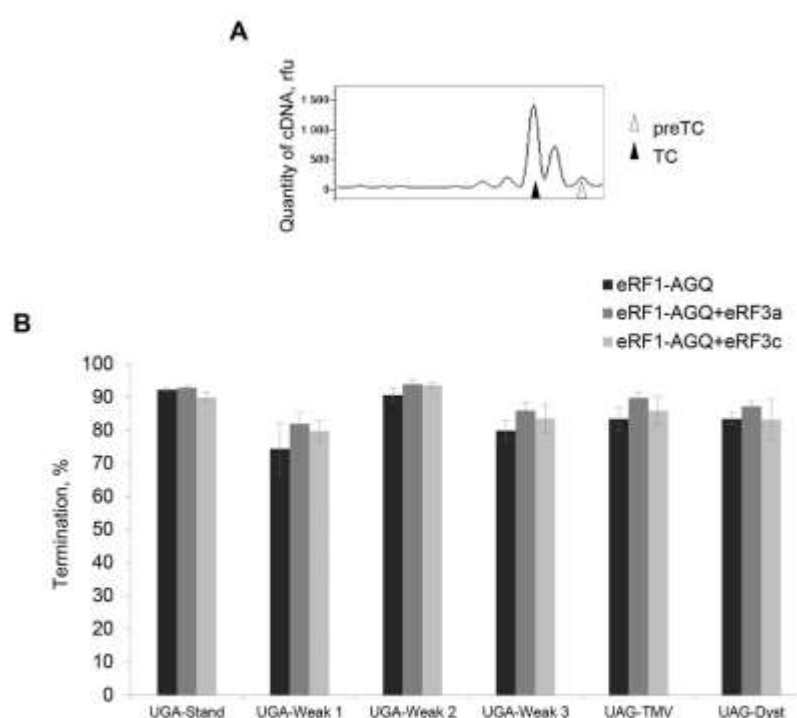 A
Quantity of cDNA, rfu
1 500
1 000
500
0
preTC
TC
eRF1-AGQ
eRF1-AGQ+eRF3a
eRF1-AGQ+eRF3c
B
Termination, %
100
90
80
70
60
50
40
30
20
10
0
UGA-Stand UGA-Weak 1 UGA-Weak 2 UGA-Weak 3 UAG-TMV UAG-Dyst